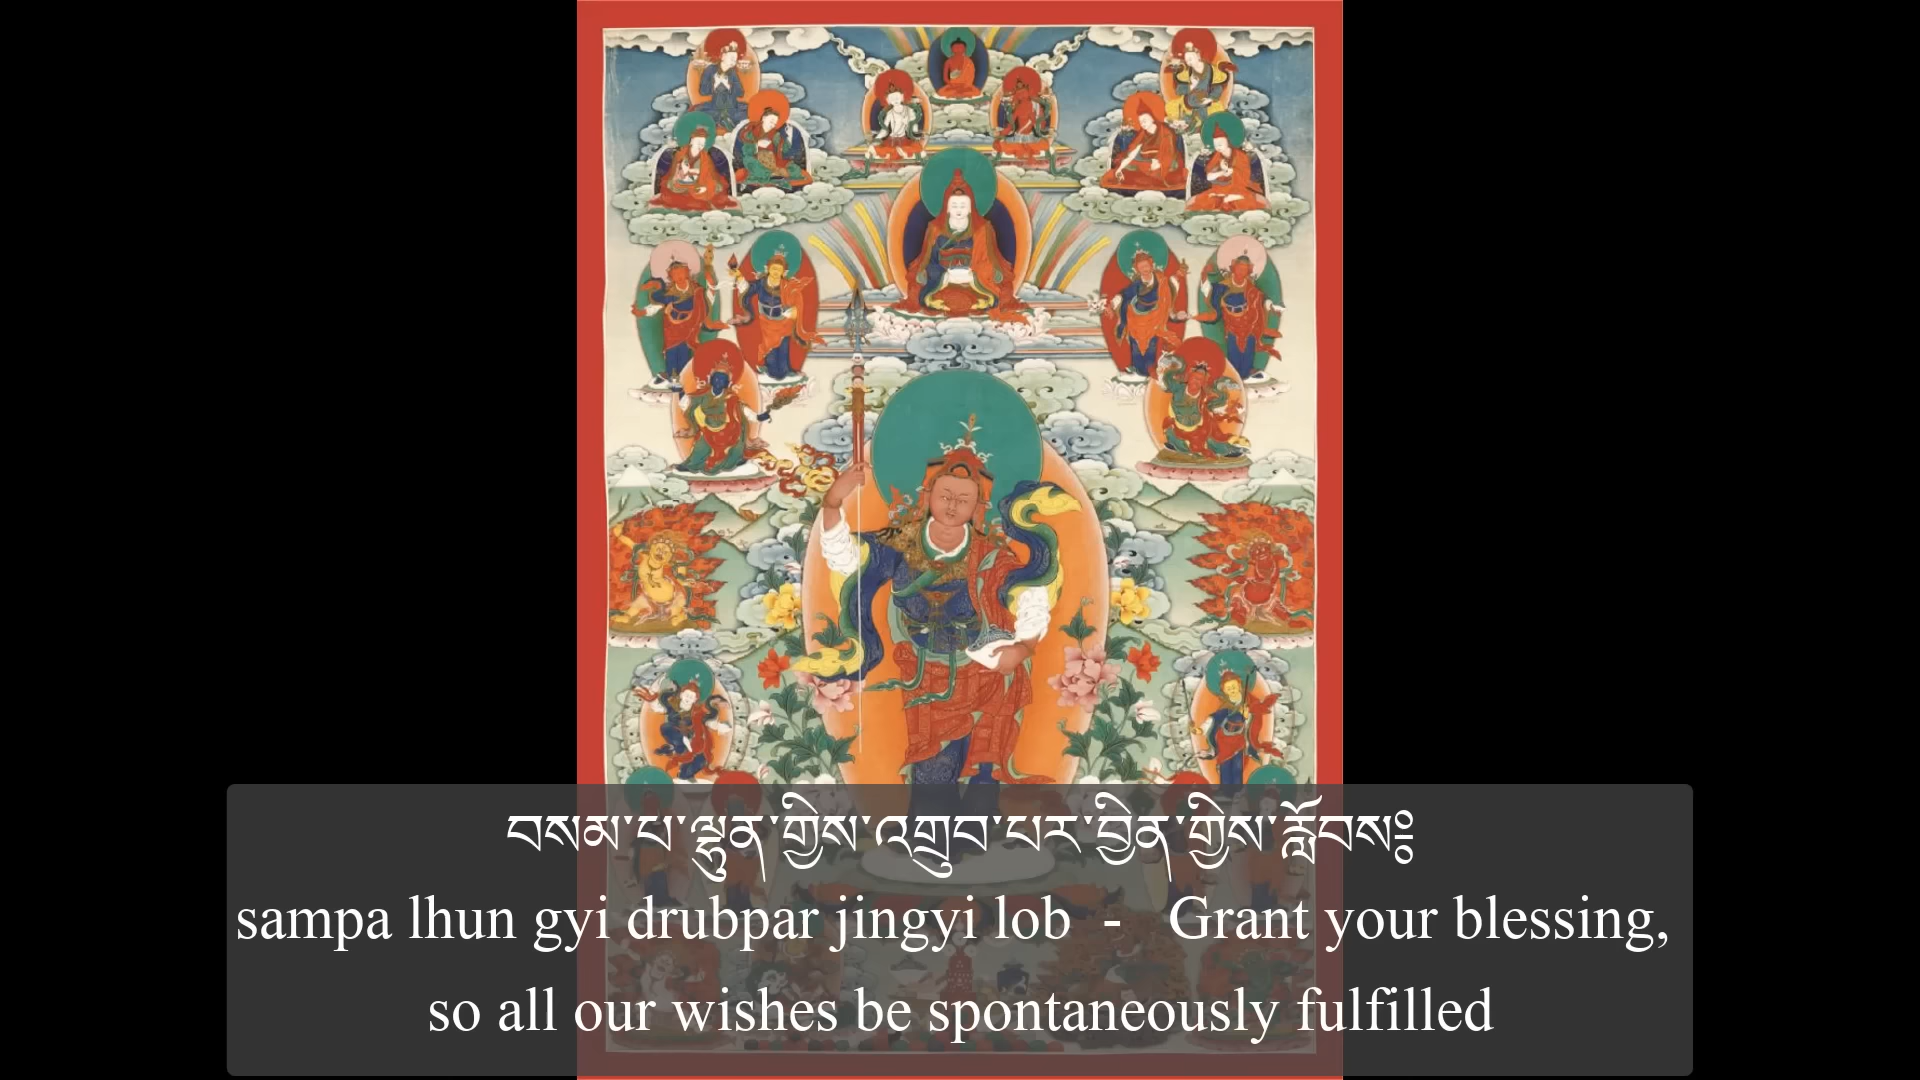 བསམ་པ་ལྷུན་གྱིས་འགྲུབ་པར་བྱིན་གྱིས་རློབས༔
sampa lhun gyi drubpar jingyi lob - Grant your blessing,
so all our wishes be spontaneously fulfilled